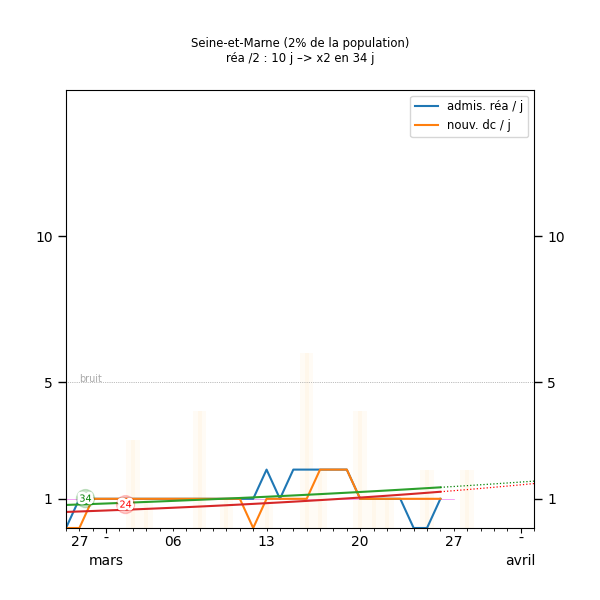 Seine-et-Marne (2% de la population)
réa /2 : 10 j −> x2 en 34 j
admis. réa / j
nouv. dc / j
10
10
bruit
5
5
34
24
1
1
27
-
06
13
20
27
-
mars
avril